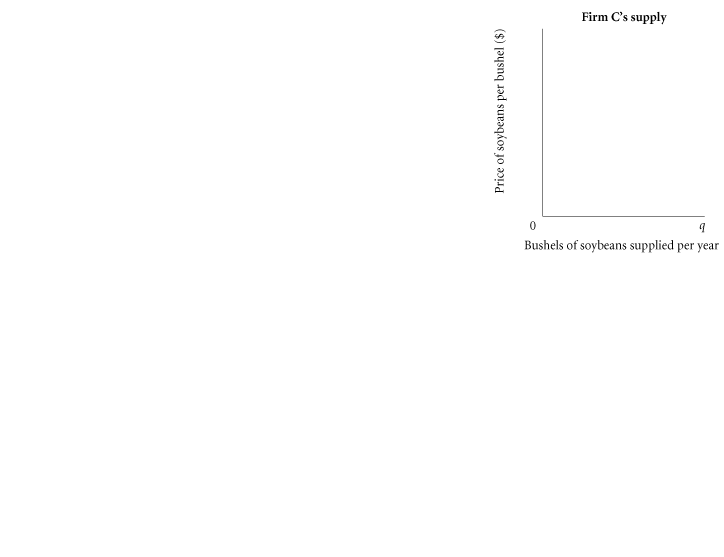 Firm C’s supply
Price of soybeans per bushel ($)
0
q
Bushels of soybeans supplied per year